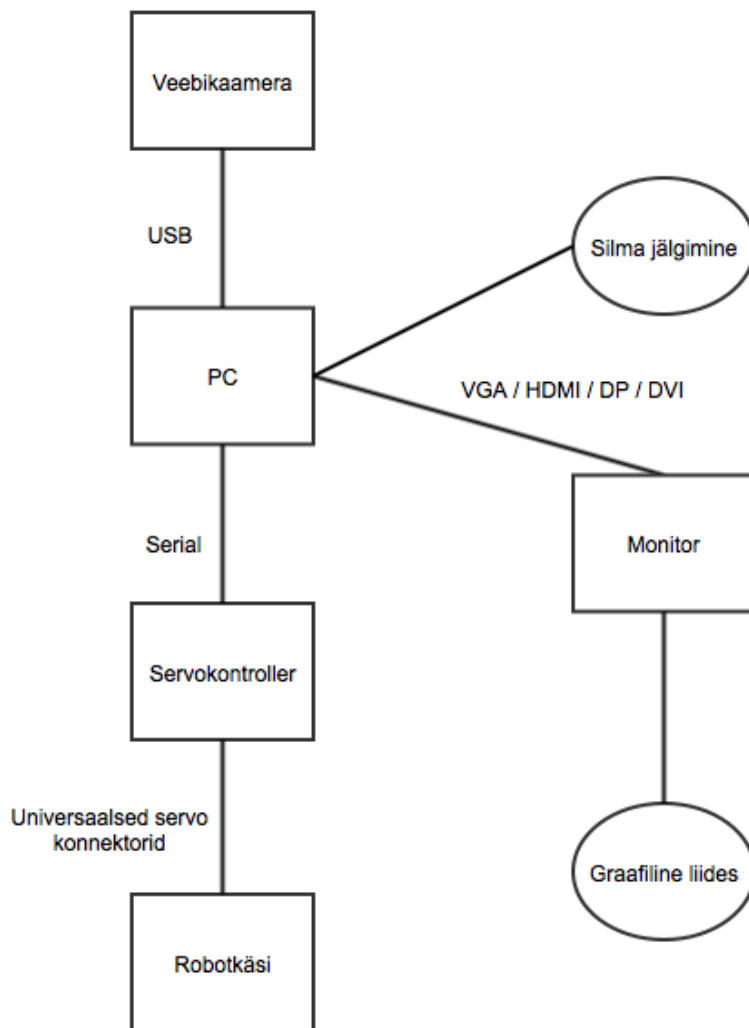 Veebikaamera
USB
Silma jälgimine
PC
VGA / HDMI / DP / DVI
Serial
Monitor
Servokontroller
Universaalsed servo
konnektorid
Graafiline liides
Robotkäsi